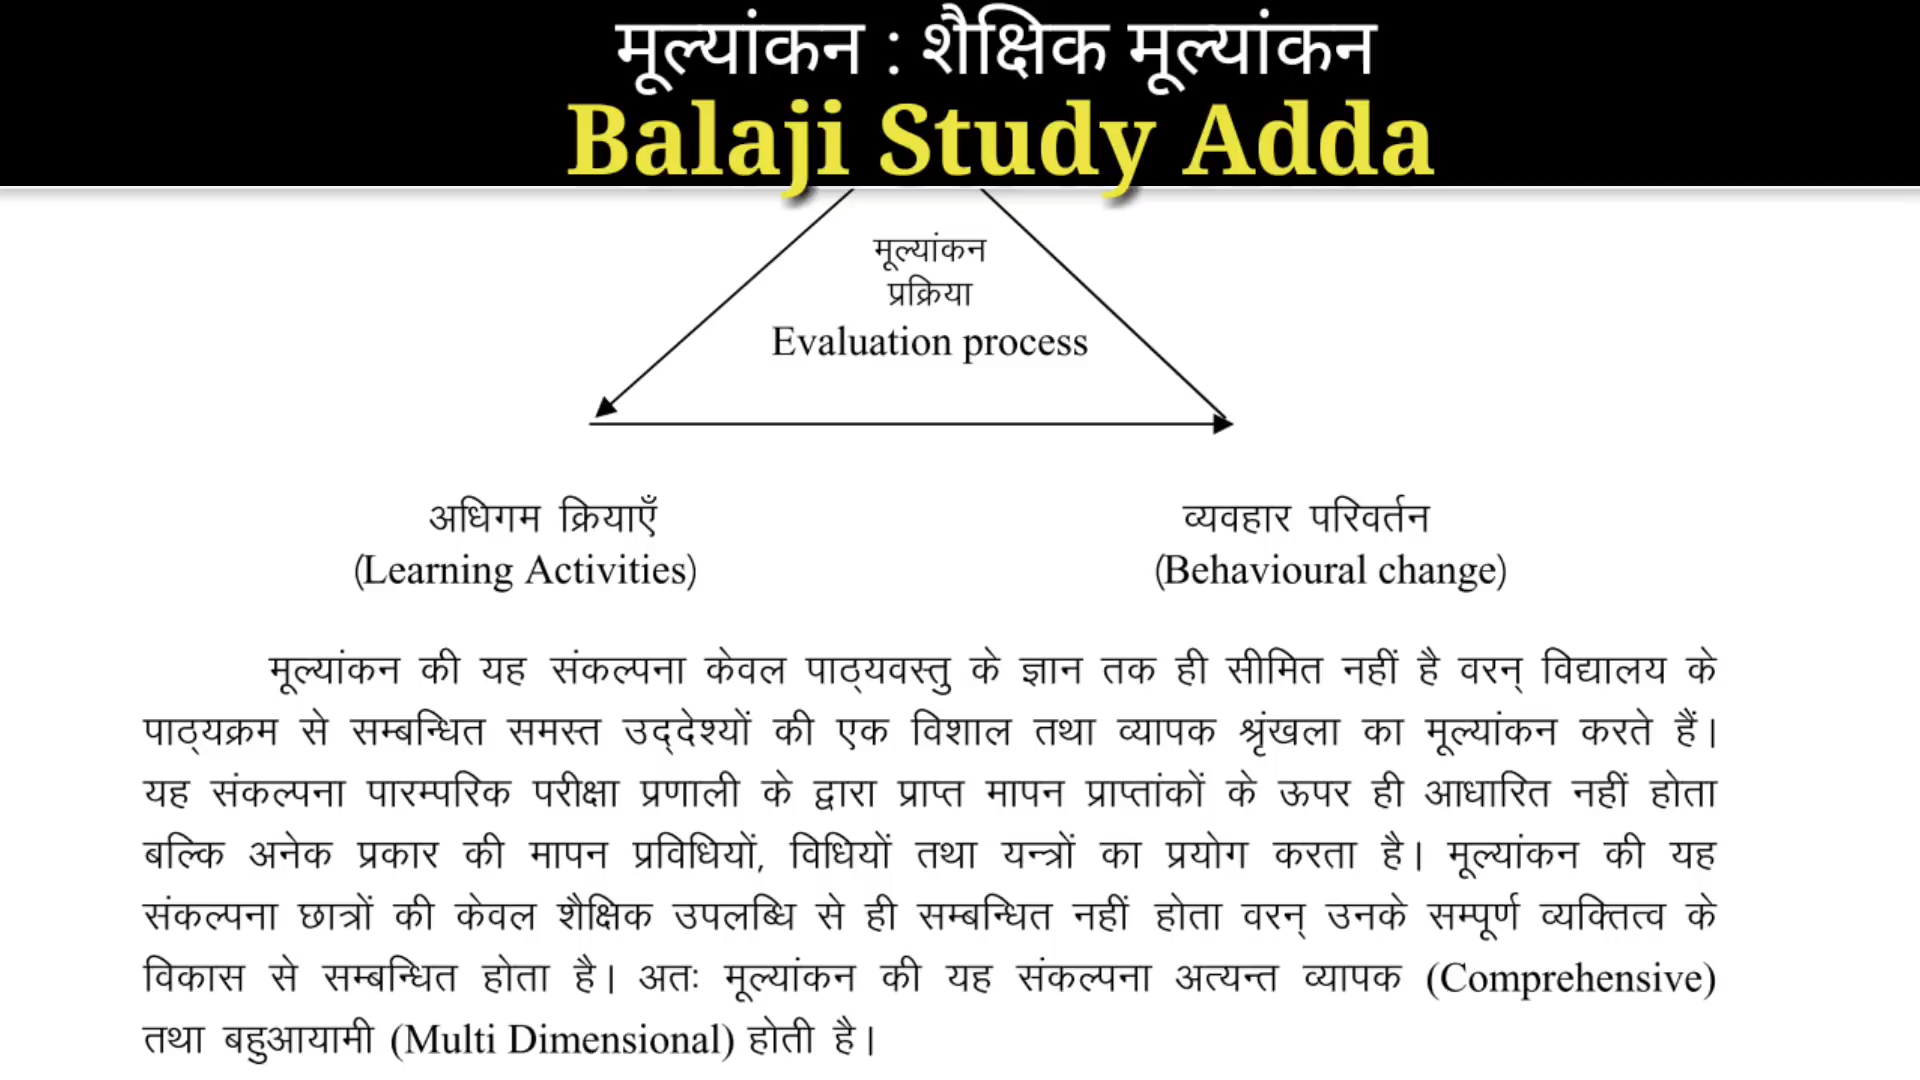 मूल्यांकन : शैक्षिक मूल्यांकन
Balaji Study Adda
मूल्यांकन
प्रक्रिया
Evaluation process
अधिगम क्रियाएँ
(Learning Activities)
व्यवहार परिवर्तन
(Behavioural change)
मूल्यांकन की यह संकल्पना केवल पाठ्यवस्तु के ज्ञान तक ही सीमित नहीं है वरन् विद्यालय के
पाठ्यक्रम से सम्बन्धित समस्त उद्देश्यों की एक विशाल तथा व्यापक श्रृंखला का मूल्यांकन करते हैं।
यह संकल्पना पारम्परिक परीक्षा प्रणाली के द्वारा प्राप्त मापन प्राप्तांकों के ऊपर ही आधारित नहीं होता
बल्कि अनेक प्रकार की मापन प्रविधियों, विधियों तथा यन्त्रों का प्रयोग करता है। मूल्यांकन की यह
संकल्पना छात्रों की केवल शैक्षिक उपलब्धि से ही सम्बन्धित नहीं होता वरन् उनके सम्पूर्ण व्यक्तित्व के
विकास से सम्बन्धित होता है। अतः मूल्यांकन की यह संकल्पना अत्यन्त व्यापक (Comprehensive)
तथा बहुआयामी (Multi Dimensional) होती है।